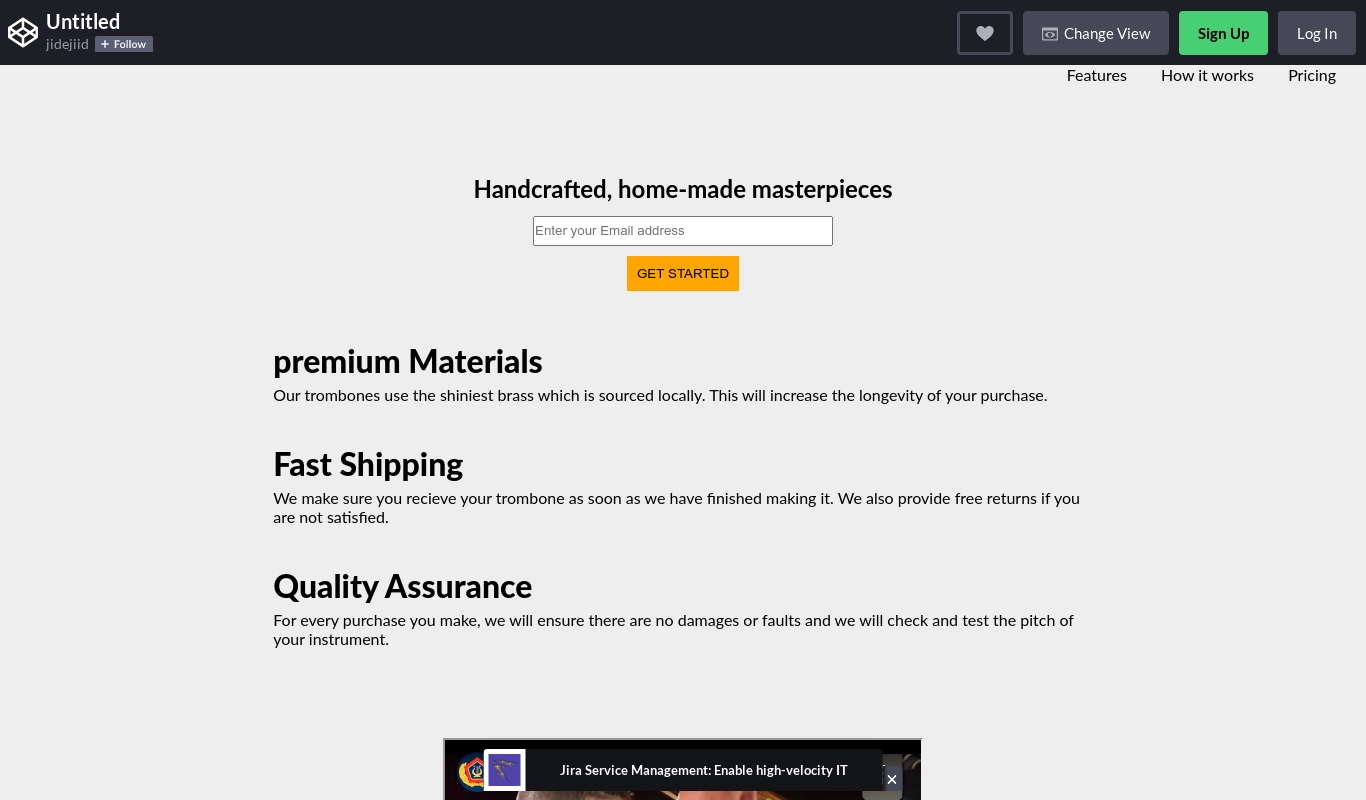 Untitled
jidejiid
+ Follow
Change View
Sign Up
Log In
Features
How it works
Pricing
Handcrafted, home-made masterpieces
Enter your Email address
GET STARTED
premium Materials
Our trombones use the shiniest brass which is sourced locally. This will increase the longevity of your purchase.
Fast Shipping
We make sure you recieve your trombone as soon as we have finished making it. We also provide free returns if you
are not satisfied.
Quality Assurance
For every purchase you make, we will ensure there are no damages or faults and we will check and test the pitch of
your instrument.
Jira Service Management: Enable high-velocity IT